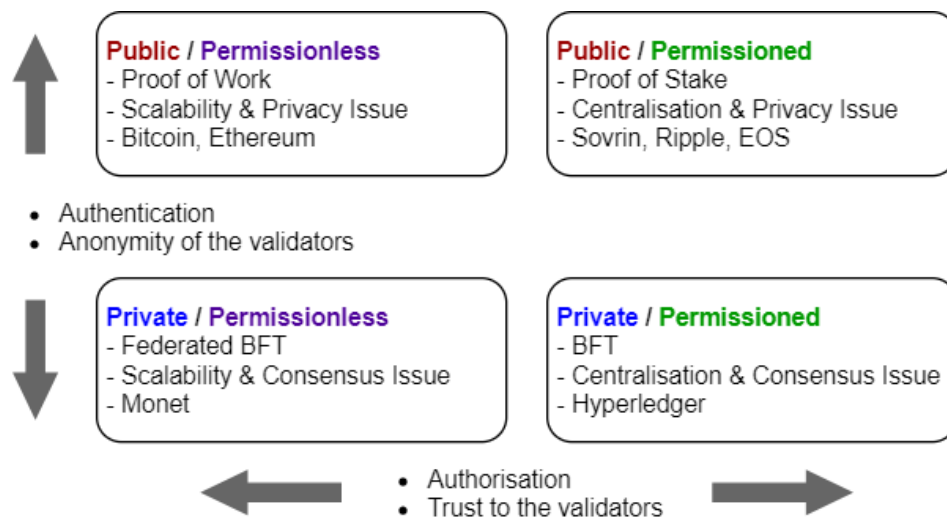 Public / Permissionless
- Proof of Work
- Scalability & Privacy Issue
- Bitcoin, Ethereum
Public / Permissioned
- Proof of Stake
- Centralisation & Privacy Issue
- Sovrin, Ripple, EOS
• Authentication
• Anonymity of the validators
Private / Permissionless
- Federated BFT
- Scalability & Consensus Issue
- Monet
Private / Permissioned
- BFT
- Centralisation & Consensus Issue
- Hyperledger
• Authorisation
• Trust to the validators